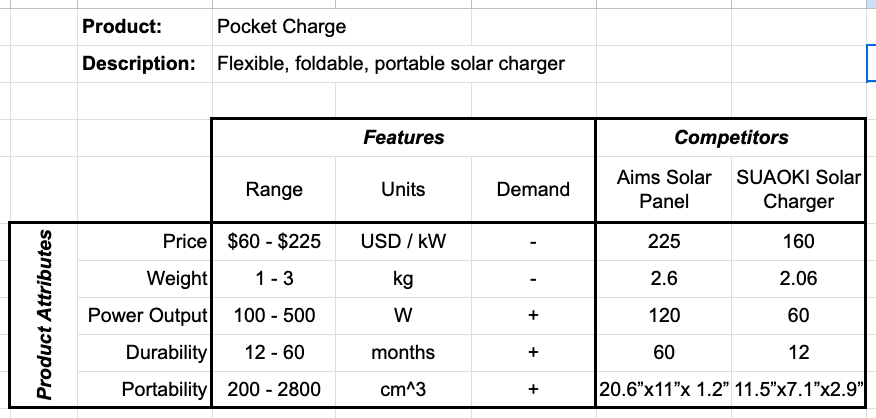 Product: Pocket Charge
Description: Flexible, foldable, portable solar charger
Features Competitors
Range Units Demand Aims Solar Panel SUAOKI Solar Charger
Product Attributes
Price $60 - $225 USD / kW - 225 160
Weight 1 - 3 kg - 2.6 2.06
Power Output 100 - 500 W + 120 60
Durability 12 - 60 months + 60 12
Portability 200 - 2800 cm^3 + 20.6”x11”x 1.2” 11.5”x7.1”x2.9”